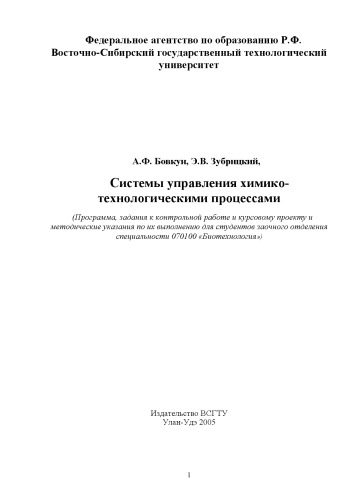 Федеральное агентство по образованию Р.Ф.
Восточно-Сибирский государственный технологический
университет
А.Ф. Бовкун, Э.В. Зубрицкий,
Системы управления химико-
технологическими процессами
(Программа, задания к контрольной работе и курсовому проекту и
методические указания по их выполнению для студентов заочного отделения
специальности 070100 «Биотехнология»)
Издательство ВСГТУ
Улан-Удэ 2005
1